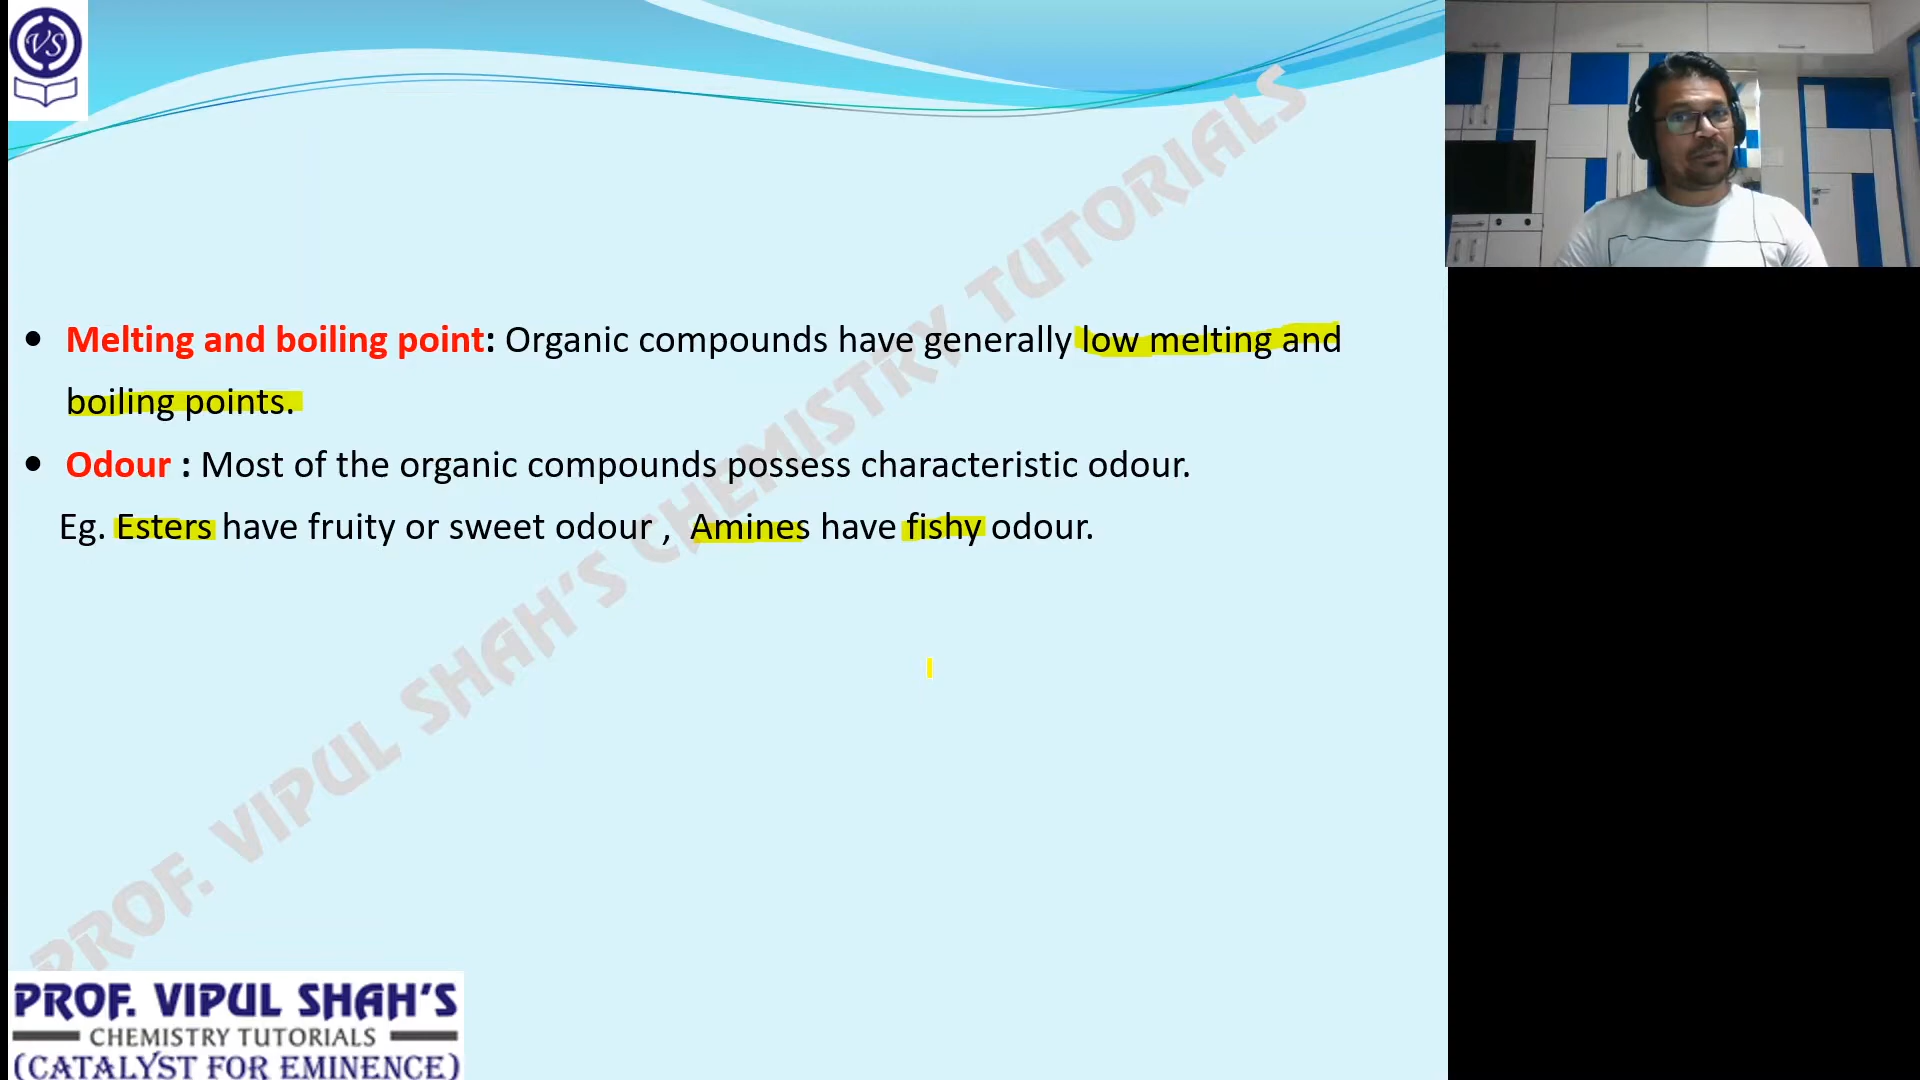 VS
• Melting and boiling point: Organic compounds have generally low melting and
boiling points.
• Odour : Most of the organic compounds possess characteristic odour.
Eg. Esters have fruity or sweet odour , Amines have fishy odour.
PROF. VIPUL SHAH'S CHEMISTRY TUTORIALS
PROF. VIPUL SHAH'S
CHEMISTRY TUTORIALS
(CATALYST FOR EMINENCE)